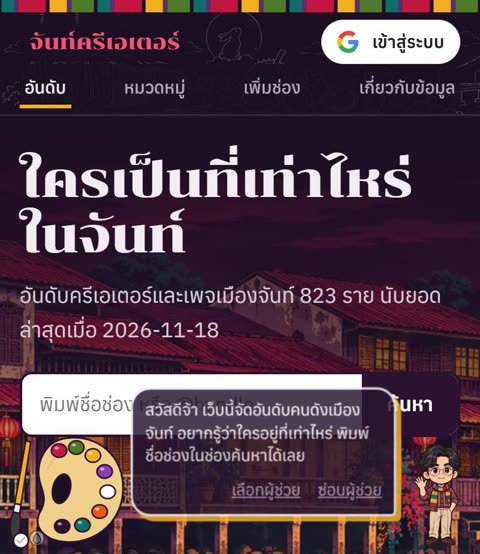 จันท์ครีเอเตอร์
เข้าสู่ระบบ
อันดับ
หมวดหมู่
เพิ่มช่อง
เกี่ยวกับข้อมูล
ใครเป็นที่เท่าไหร่
ในจันท์
อันดับครีเอเตอร์และเพจเมืองจันท์ 823 ราย นับยอด
ล่าสุดเมื่อ 2026-11-18
พิมพ์ชื่อช่อง
ค้นหา
สวัสดีจ้า เว็บนี้จัดอันดับคนดังเมือง
จันท์ อยากรู้ว่าใครอยู่ที่เท่าไหร่ พิมพ์
ชื่อช่องในช่องค้นหาได้เลย
เลือกผู้ช่วย
ซ่อนผู้ช่วย